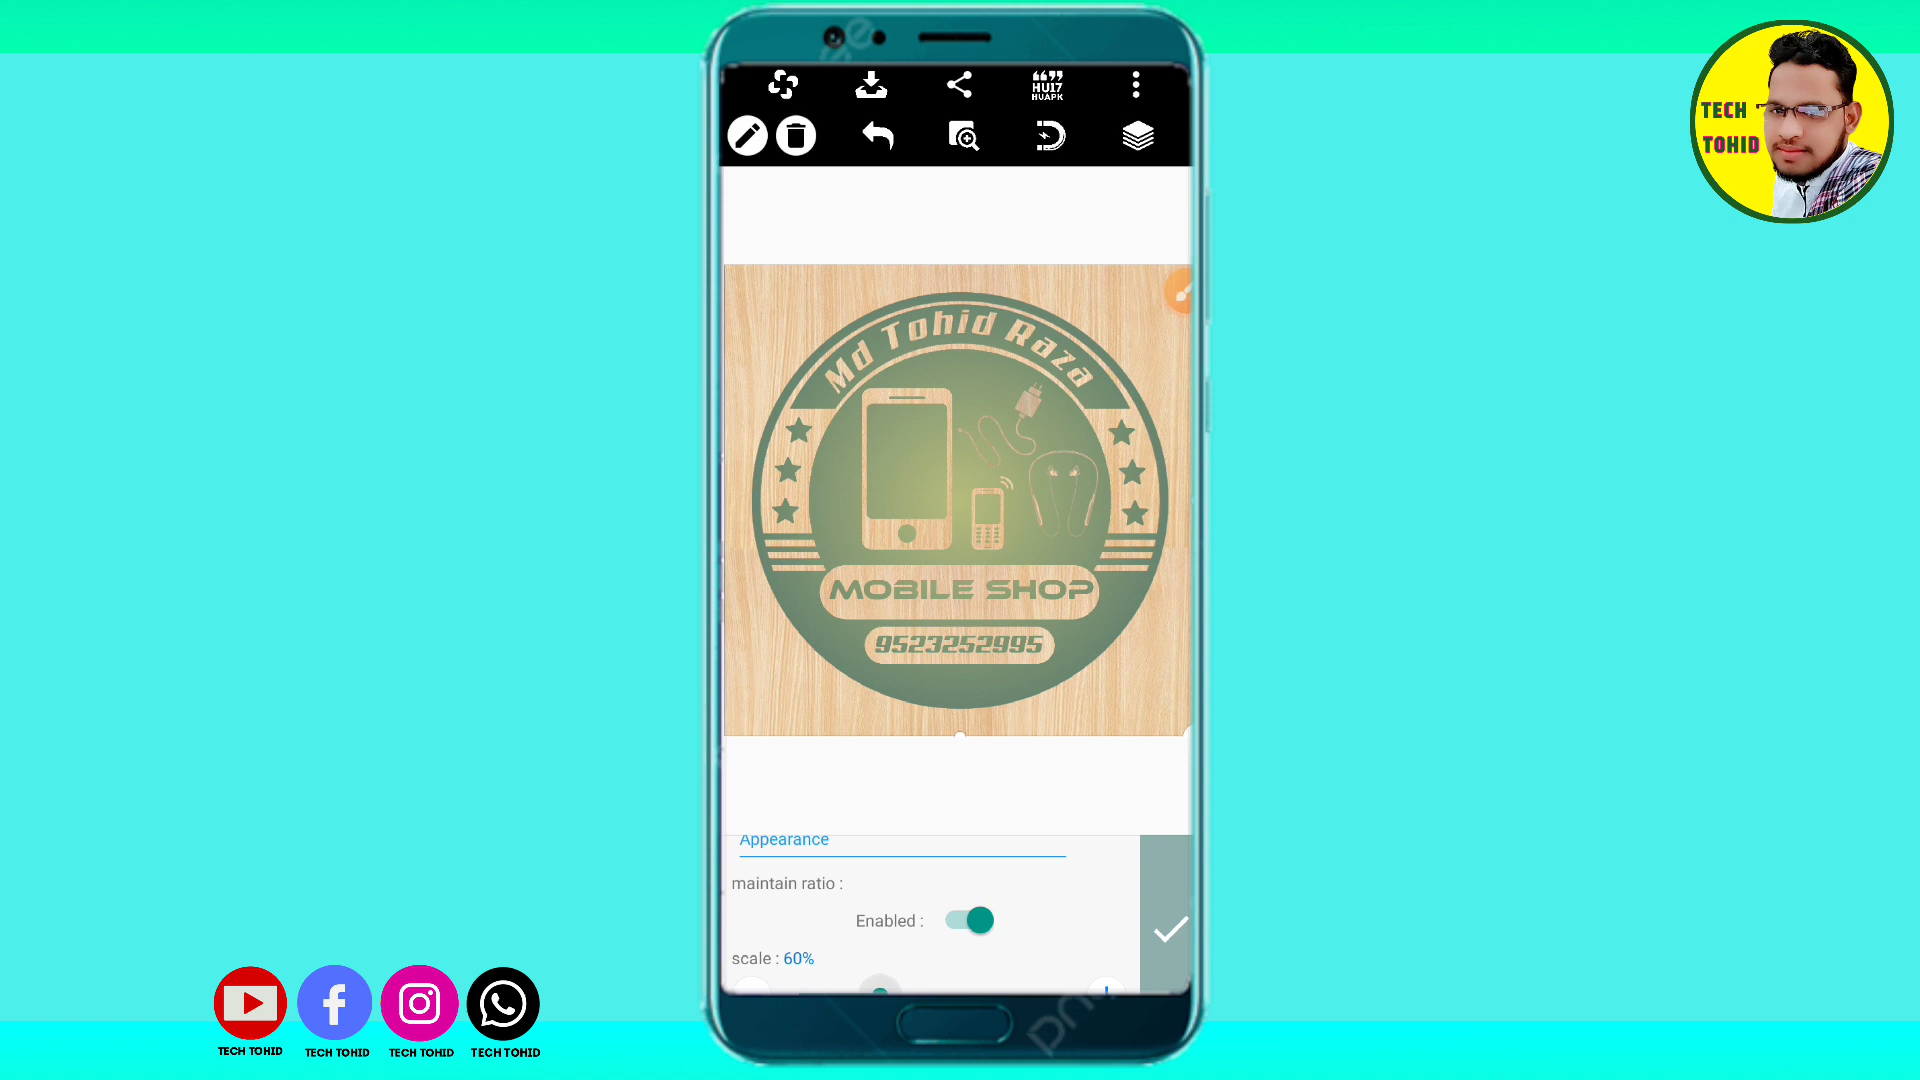 HU17
HUAPK
TECH
TOHID
Md Tohid Raza
MOBILE SHOP
9523252995
Appearance
maintain ratio :
Enabled :
scale : 60%
TECH TOHID
TECH TOHID
TECH TOHID
TECH TOHID